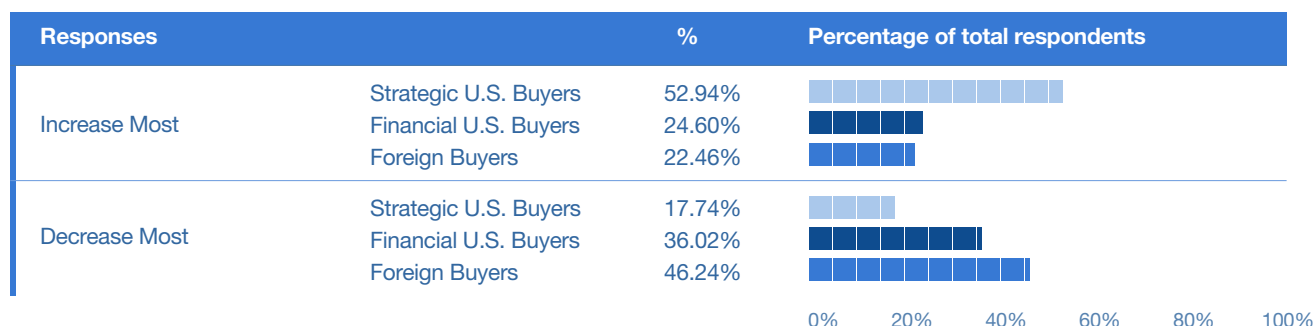 Responses % Percentage of total respondents
Strategic U.S. Buyers 52.94%
Increase Most Financial U.S. Buyers 24.60%
Foreign Buyers 22.46%
Strategic U.S. Buyers 17.74%
Decrease Most Financial U.S. Buyers 36.02%
Foreign Buyers 46.24%
0% 20% 40% 60% 80% 100%